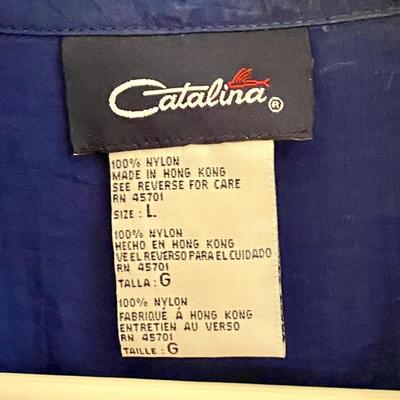 Catalina ®
100% NYLON
MADE IN HONG KONG
SEE REVERSE FOR CARE
RN 45701
SIZE : L
100% NYLON
HECHO EN HONG KONG
VE EL REVERSO PARA EL CUIDADO
RN 45701
TALLA : G
100% NYLON
FABRIQUÉ Á HONG KONG
ENTRETIEN AU VERSO
RN 45701
TAILLE : G